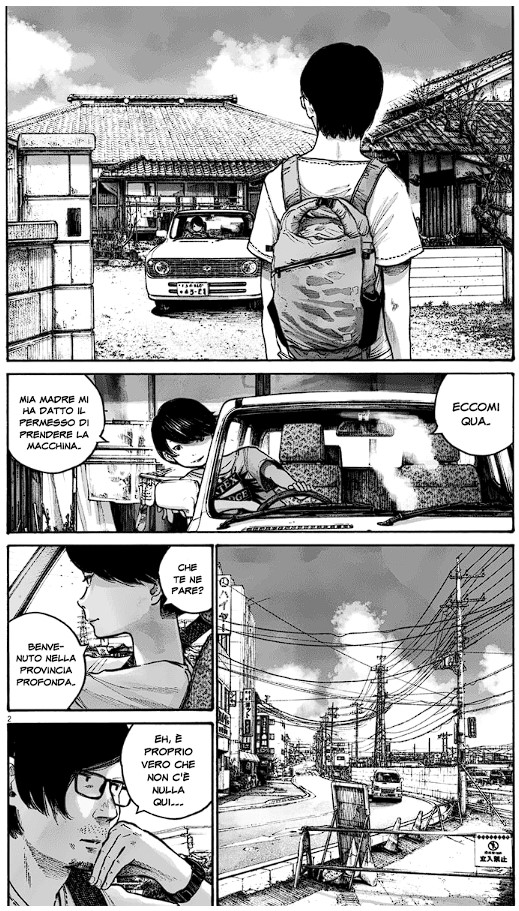 MIA MADRE MI
HA DATTO IL
PERMESSO DI
PRENDERE LA
MACCHINA..
ECCOMI
QUA..
CHE
TE NE
PARE?
BENVE-
NUTO NELLA
PROVINCIA
PROFONDA..
2
EH, È
PROPRIO
VERO CHE
NON C'È
NULLA
QUI...
立入禁止